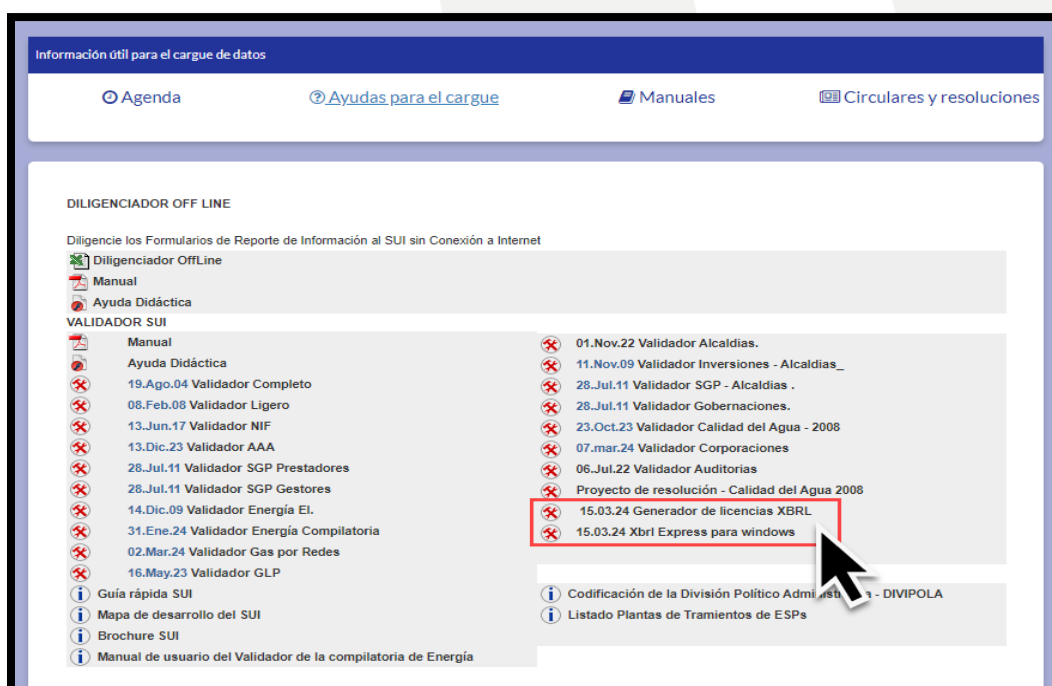 Información útil para el cargue de datos
Agenda
Ayudas para el cargue
Manuales
Circulares y resoluciones
DILIGENCIADOR OFF LINE
Diligencie los Formularios de Reporte de Información al SUI sin Conexión a Internet
Diligenciador OffLine
Manual
Ayuda Didáctica
VALIDADOR SUI
Manual
Ayuda Didáctica
19.Ago.04 Validador Completo
08.Feb.08 Validador Ligero
13.Jun.17 Validador NIF
13.Dic.23 Validador AAA
28.Jul.11 Validador SGP Prestadores
28.Jul.11 Validador SGP Gestores
14.Dic.09 Validador Energía El.
31.Ene.24 Validador Energía Compilatoria
02.Mar.24 Validador Gas por Redes
16.May.23 Validador GLP
01.Nov.22 Validador Alcaldias.
11.Nov.09 Validador Inversiones - Alcaldias_
28.Jul.11 Validador SGP - Alcaldias .
28.Jul.11 Validador Gobernaciones.
23.Oct.23 Validador Calidad del Agua - 2008
07.mar.24 Validador Corporaciones
06.Jul.22 Validador Auditorias
Proyecto de resolución - Calidad del Agua 2008
15.03.24 Generador de licencias XBRL
15.03.24 Xbrl Express para windows
Guía rápida SUI
Mapa de desarrollo del SUI
Brochure SUI
Manual de usuario del Validador de la compilatoria de Energía
Codificación de la División Político - DIVIPOLA
Listado Plantas de Tramientos de ESPs